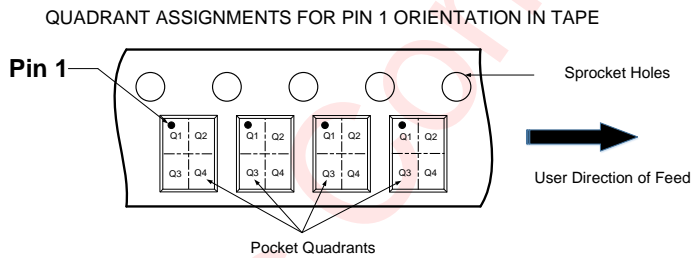 QUADRANT ASSIGNMENTS FOR PIN 1 ORIENTATION IN TAPE
Pin 1
Sprocket Holes
Q1 Q2 Q1 Q2 Q1 Q2 Q1 Q2
Q3 Q4 Q3 Q4 Q3 Q4 Q3 Q4
User Direction of Feed
Pocket Quadrants